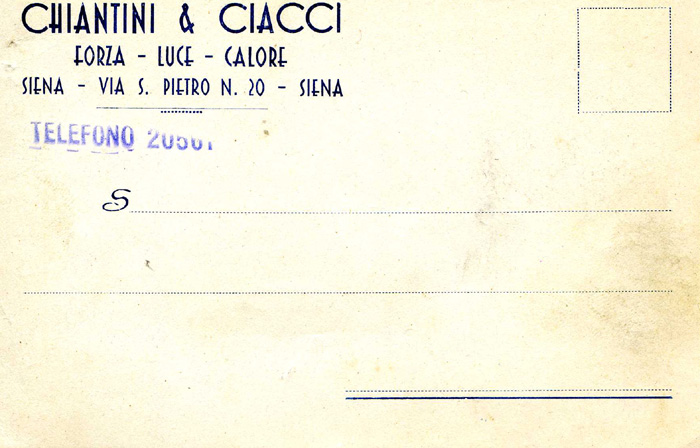 CHIANTINI & CIACCI
FORZA - LUCE - CALORE
SIENA - VIA S. PIETRO N. 20 - SIENA
TELEFONO
S